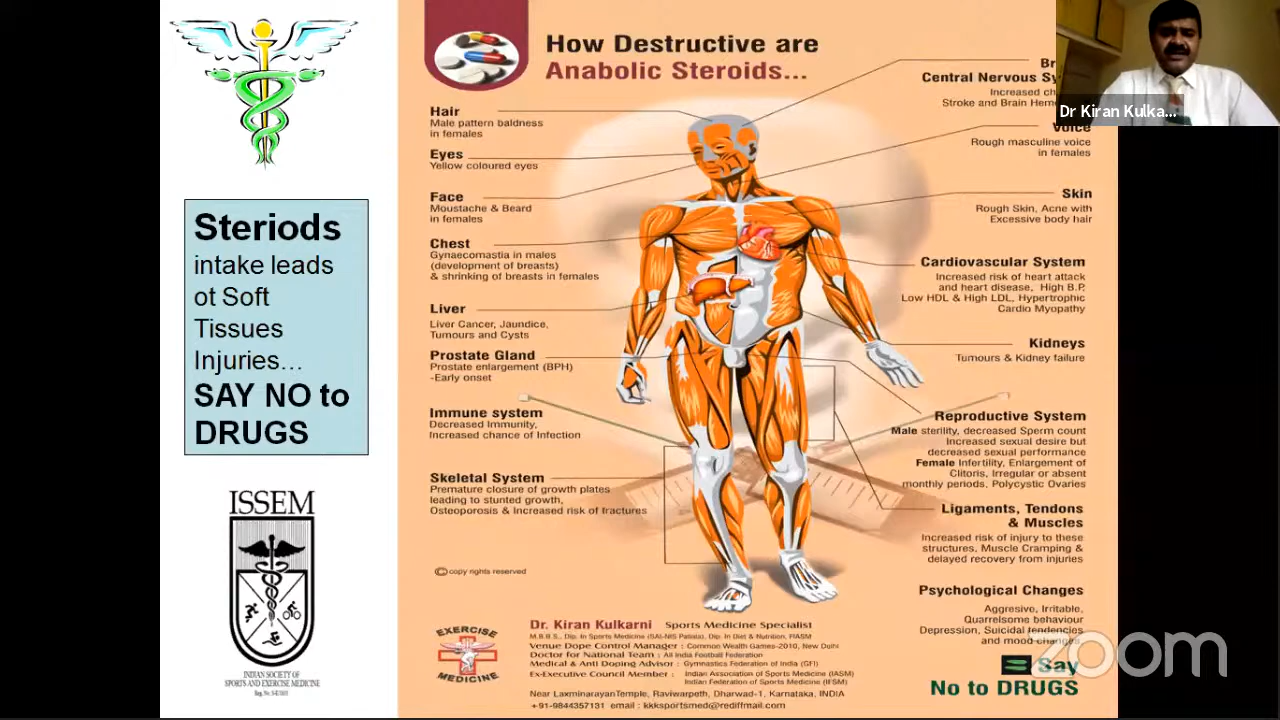 Steriods
intake leads
ot Soft
Tissues
Injuries…
SAY NO to
DRUGS
ISSEM
INDIAN SOCIETY OF
SPORTS AND EXERCISE MEDICINE
How Destructive are
Anabolic Steroids...
Hair
Male pattern baldness
in females
Eyes
Yellow coloured eyes
Face
Moustache & Beard
in females
Chest
Gynaecomastia in males
(development of breasts)
& shrinking of breasts in females
Liver
Liver Cancer, Jaundice,
Tumours and Cysts
Prostate Gland
Prostate enlargement (BPH)
-Early onset
Immune system
Decreased Immunity,
Increased chance of Infection
Skeletal System
Premature closure of growth plates
leading to stunted growth,
Osteoporosis & Increased risk of fractures
© copy rights reserved
Central Nervous
Increased
Stroke and Brain
Voice
Rough masculine voice
in females
Skin
Rough Skin, Acne with
Excessive body hair
Cardiovascular System
Increased risk of heart attack
and heart disease, High B.P.
Low HDL & High LDL, Hypertrophic
Cardio Myopathy
Kidneys
Tumours & Kidney failure
Reproductive System
Male sterility, decreased Sperm count
Increased sexual desire but
decreased sexual performance
Female Infertility, Enlargement of
Clitoris, Irregular or absent
monthly periods, Polycystic Ovaries
Ligaments, Tendons
& Muscles
Increased risk of injury to these
structures, Muscle Cramping &
delayed recovery from injuries
Psychological Changes
Aggresive, Irritable,
Quarrelsome behaviour
Depression, Suicidal tendencies
and mood changes
Say
No to DRUGS
EXERCISE
MEDICINE
Dr. Kiran Kulkarni Sports Medicine Specialist
M.B.B.S., Dip. In Sports Medicine (SAI-NIS Patiala), Dip. In Diet & Nutrition, FIASM
Venue Dope Control Manager : Common Wealth Games-2010, New Delhi
Doctor for National Team : All India Football Federation
Medical & Anti Doping Advisor : Gymnastics Federation of India (GFI)
Ex-Executive Council Member : Indian Association of Sports Medicine (IASM)
Indian Federation of Sports Medicine (IFSM)
Near LaxminarayanTemple, Raviwarpeth, Dharwad-1, Karnataka, INDIA
+91-9844357131 email : kkksportsmed@rediffmail.com
Dr Kiran Kulka...
zoom